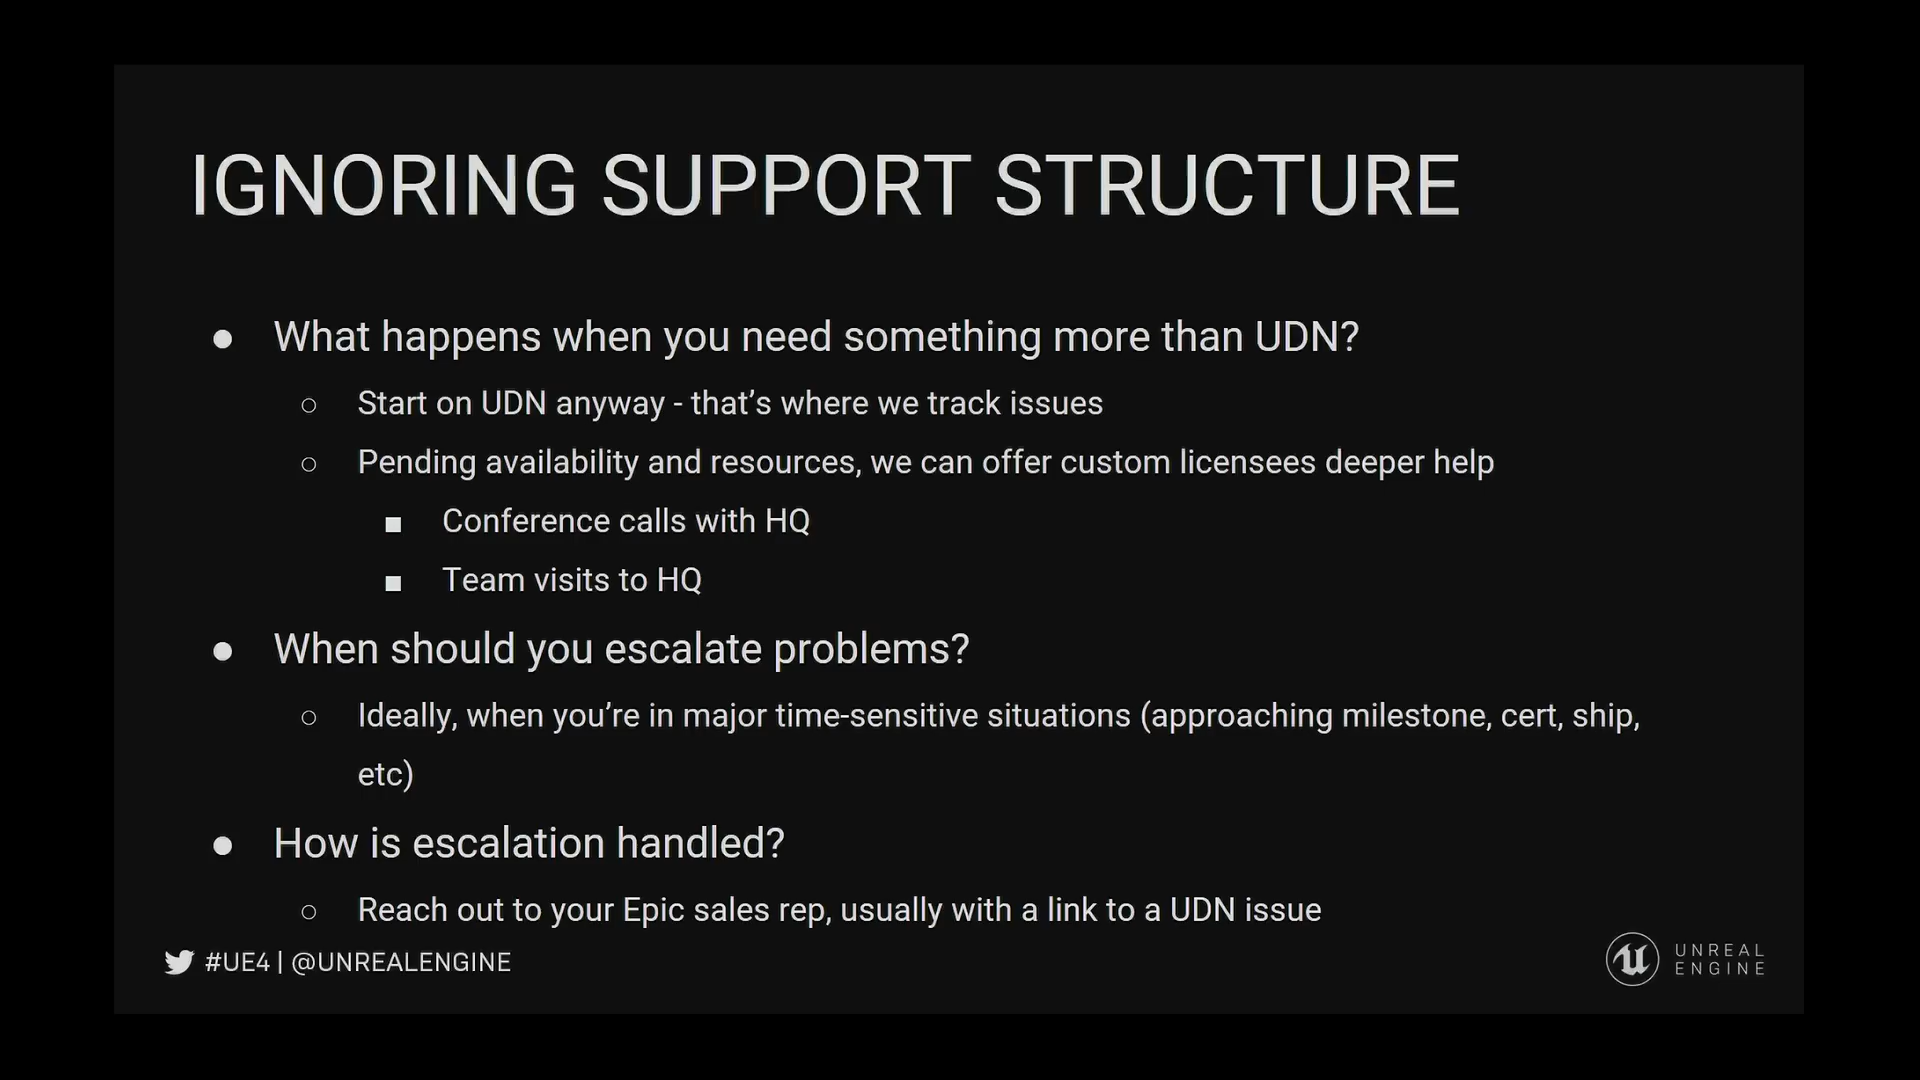 IGNORING SUPPORT STRUCTURE
● What happens when you need something more than UDN?
○ Start on UDN anyway - that’s where we track issues
○ Pending availability and resources, we can offer custom licensees deeper help
■ Conference calls with HQ
■ Team visits to HQ
● When should you escalate problems?
○ Ideally, when you’re in major time-sensitive situations (approaching milestone, cert, ship,
etc)
● How is escalation handled?
○ Reach out to your Epic sales rep, usually with a link to a UDN issue
#UE4 | @UNREALENGINE
UNREAL
ENGINE